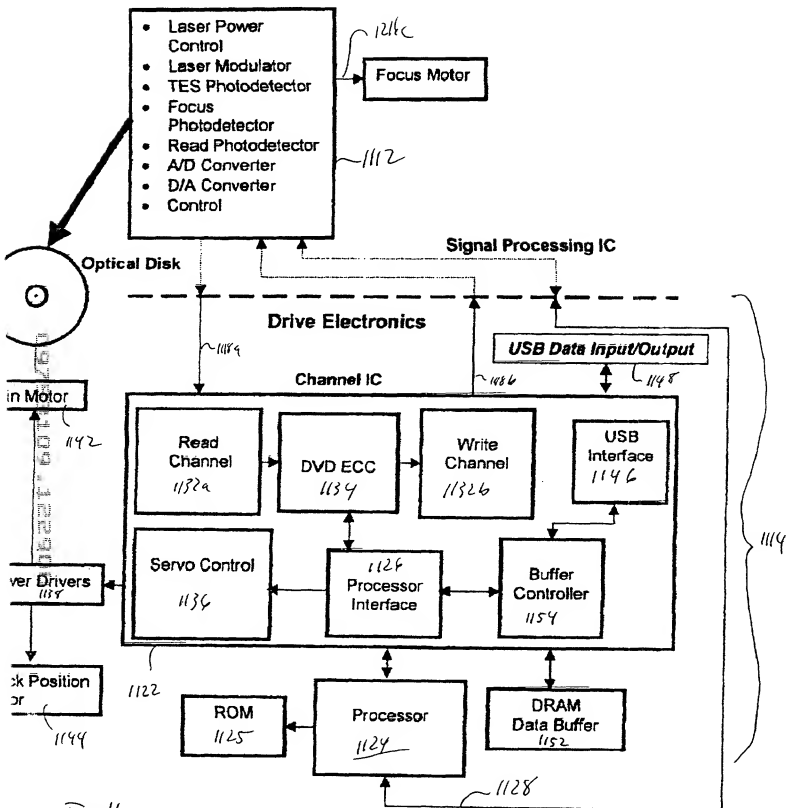 • Laser Power
Control
• Laser Modulator
• TES Photodetector
• Focus
Photodetector
• Read Photodetector
• A/D Converter
• D/A Converter
• Control
Focus Motor
1112
Signal Processing IC
Optical Disk
Drive Electronics
1118a
1118b
USB Data Input/Output
1148
Channel IC
in Motor
1142
Read
Channel
1132a
DVD ECC
1134
Write
Channel
1132b
USB
Interface
1146
1114
Servo Control
1136
1126
Processor
Interface
Buffer
Controller
1154
ver Drivers
1138
1122
ck Position
or
1144
ROM
1125
Processor
1124
DRAM
Data Buffer
1152
1128